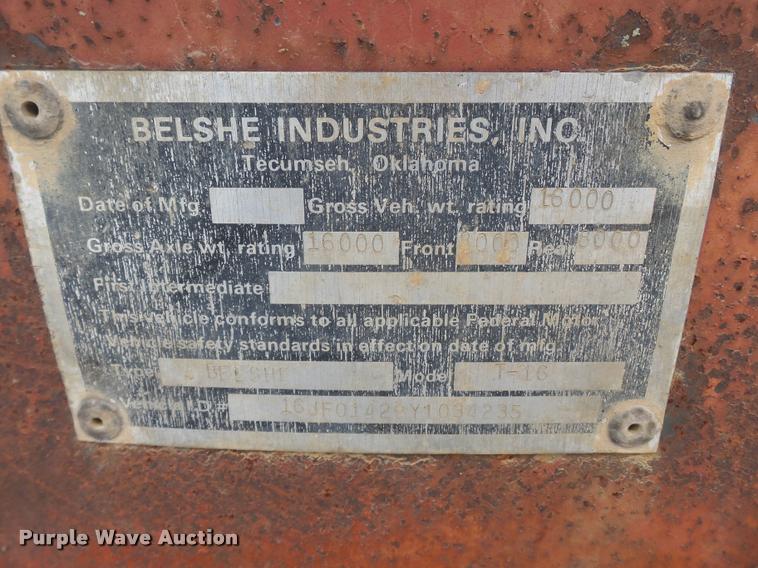 BELSHE INDUSTRIES, INC.
Tecumseh, Oklahoma
Date of Mfg Gross Veh. wt. rating 16000
Gross Axle wt. rating 16000 Front 8000 Rear 8000
First Intermediate
This vehicle conforms to all applicable Federal Motor
Vehicle safety standards in effect on date of mfg.
Type BELSHE Model T-16
Purple Wave Auction